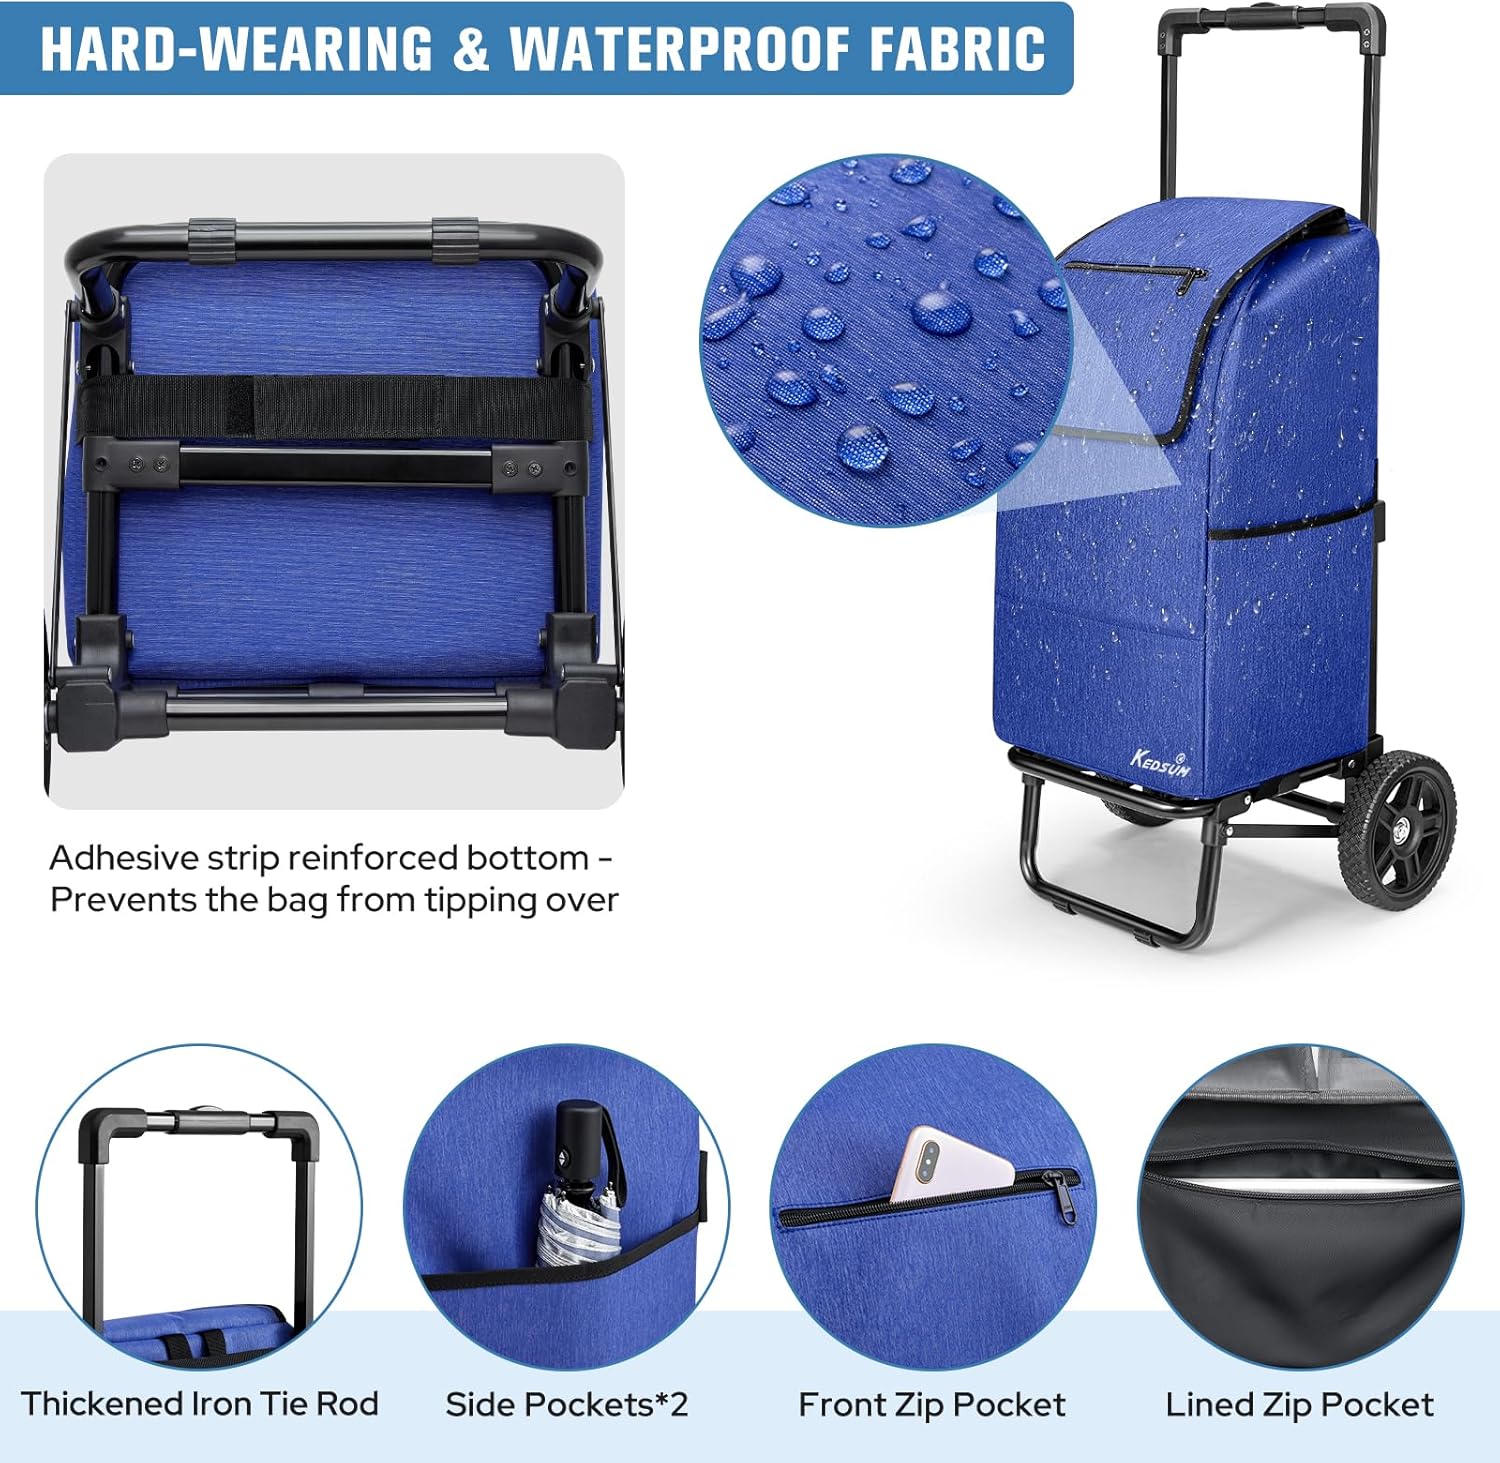 HARD-WEARING & WATERPROOF FABRIC
KEDSUM
Adhesive strip reinforced bottom -
Prevents the bag from tipping over
Thickened Iron Tie Rod
Side Pockets*2
Front Zip Pocket
Lined Zip Pocket